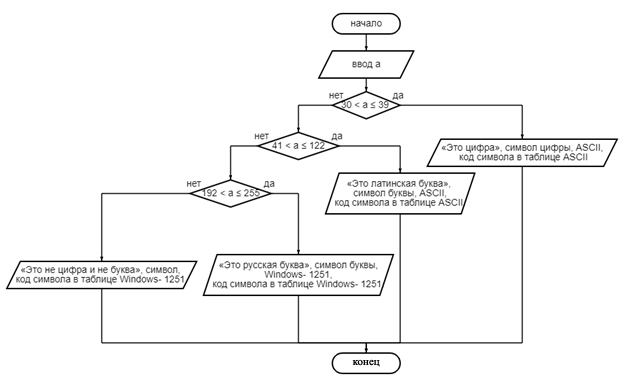 начало
ввод а
нет
да
30 < a ≤ 39
нет
да
41 < a ≤ 122
«Это цифра», символ цифры, ASCII,
код символа в таблице ASCII
нет
да
192 < a ≤ 255
«Это латинская буква»,
символ буквы, ASCII,
код символа в таблице ASCII
«Это не цифра и не буква», символ,
код символа в таблице Windows- 1251
«Это русская буква», символ буквы,
Windows- 1251,
код символа в таблице Windows- 1251
конец